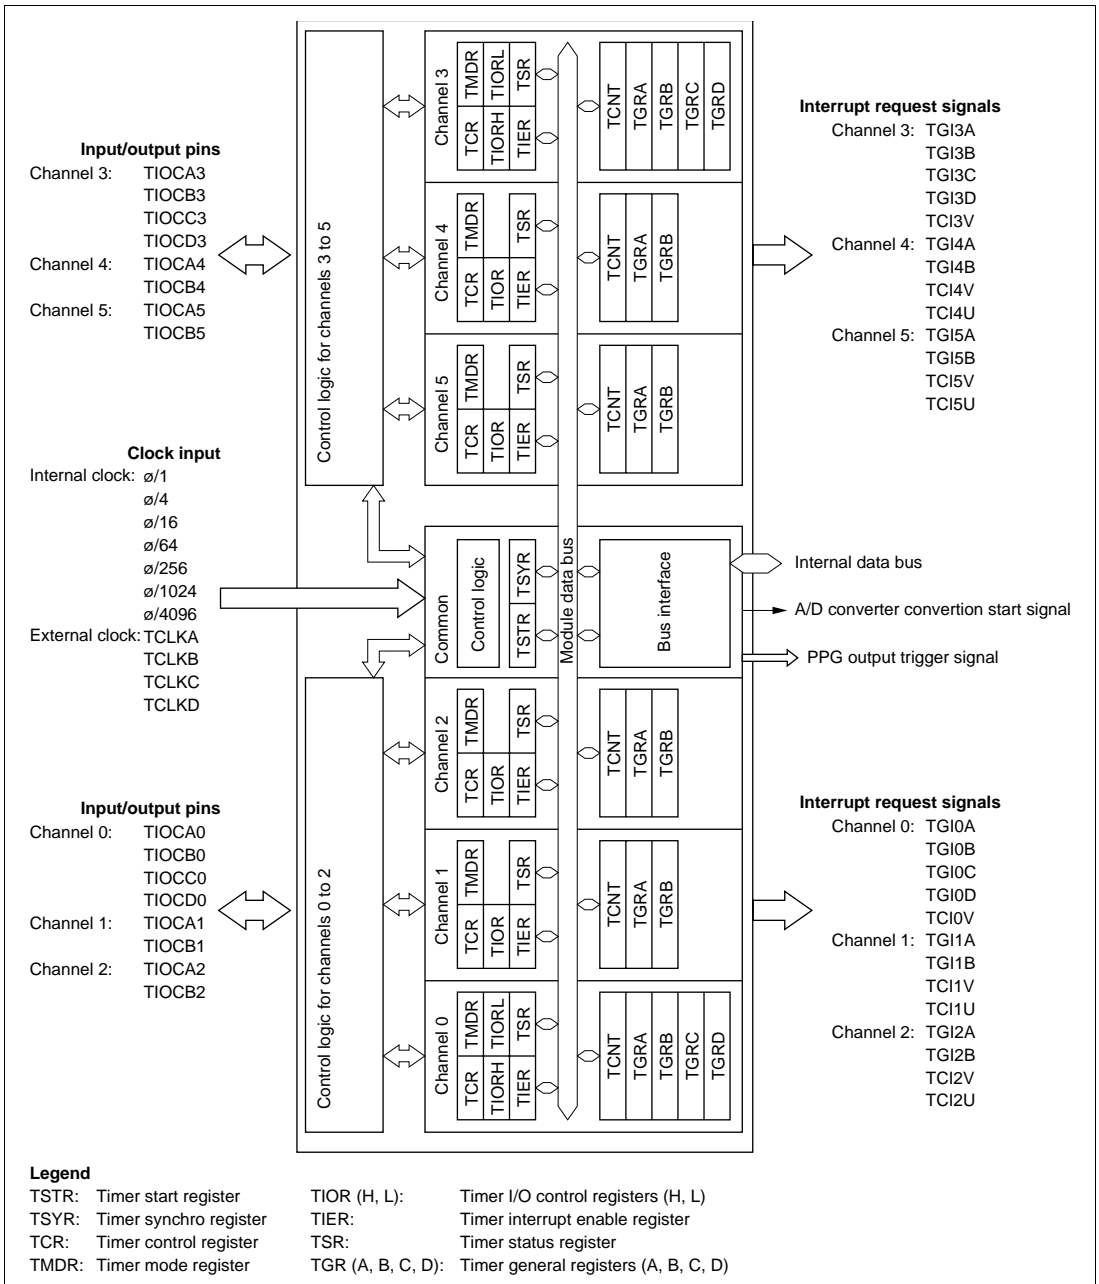 Input/output pins
Channel 3: TIOCA3
TIOCB3
TIOCC3
TIOCD3
Channel 4: TIOCA4
TIOCB4
Channel 5: TIOCA5
TIOCB5
Clock input
Internal clock: ø/1
ø/4
ø/16
ø/64
ø/256
ø/1024
ø/4096
External clock: TCLKA
TCLKB
TCLKC
TCLKD
Input/output pins
Channel 0: TIOCA0
TIOCB0
TIOCC0
TIOCD0
Channel 1: TIOCA1
TIOCB1
Channel 2: TIOCA2
TIOCB2
Control logic for channels 3 to 5
Control logic for channels 0 to 2
Channel 3
TCR TMDR
TIORH TIORL
TIER TSR
TCNT
TGRA
TGRB
TGRC
TGRD
Channel 4
TCR TMDR
TIOR
TIER TSR
TCNT
TGRA
TGRB
Channel 5
TCR TMDR
TIOR
TIER TSR
TCNT
TGRA
TGRB
Common
Control logic
TSTR TSYR
Module data bus
Bus interface
Channel 2
TCR TMDR
TIOR
TIER TSR
TCNT
TGRA
TGRB
Channel 1
TCR TMDR
TIOR
TIER TSR
TCNT
TGRA
TGRB
Channel 0
TCR TMDR
TIORH TIORL
TIER TSR
TCNT
TGRA
TGRB
TGRC
TGRD
Interrupt request signals
Channel 3: TGI3A
TGI3B
TGI3C
TGI3D
TCI3V
Channel 4: TGI4A
TGI4B
TCI4V
TCI4U
Channel 5: TGI5A
TGI5B
TCI5V
TCI5U
Internal data bus
A/D converter convertion start signal
PPG output trigger signal
Interrupt request signals
Channel 0: TGI0A
TGI0B
TGI0C
TGI0D
TCI0V
Channel 1: TGI1A
TGI1B
TCI1V
TCI1U
Channel 2: TGI2A
TGI2B
TCI2V
TCI2U
Legend
TSTR: Timer start register TIOR (H, L): Timer I/O control registers (H, L)
TSYR: Timer synchro register TIER: Timer interrupt enable register
TCR: Timer control register TSR: Timer status register
TMDR: Timer mode register TGR (A, B, C, D): Timer general registers (A, B, C, D)